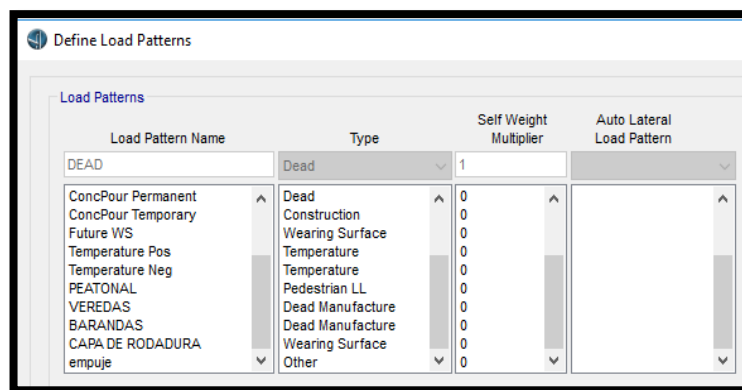 Define Load Patterns
Load Patterns
Load Pattern Name Type Self Weight Multiplier Auto Lateral Load Pattern
DEAD Dead 1
ConcPour Permanent Dead 0
ConcPour Temporary Construction 0
Future WS Wearing Surface 0
Temperature Pos Temperature 0
Temperature Neg Temperature 0
PEATONAL Pedestrian LL 0
VEREDAS Dead Manufacture 0
BARANDAS Dead Manufacture 0
CAPA DE RODADURA Wearing Surface 0
empuje Other 0